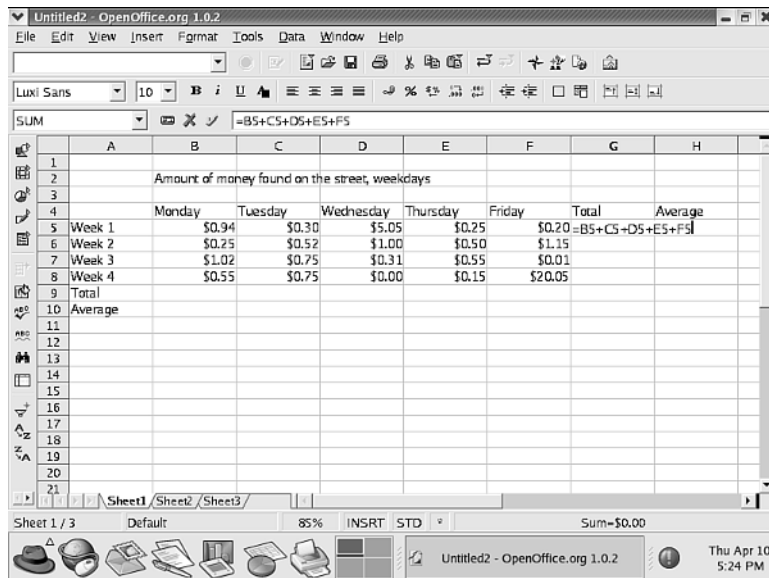 Untitled2 - OpenOffice.org 1.0.2
File Edit View Insert Format Tools Data Window Help
Luxi Sans 10 B i U A
SUM =B5+C5+D5+E5+F5
A B C D E F G H
1
2 Amount of money found on the street, weekdays
3
4 Monday Tuesday Wednesday Thursday Friday Total Average
5 Week 1 $0.94 $0.30 $5.05 $0.25 $0.20 =B5+C5+D5+E5+F5
6 Week 2 $0.25 $0.52 $1.00 $0.50 $1.15
7 Week 3 $1.02 $0.75 $0.31 $0.55 $0.01
8 Week 4 $0.55 $0.75 $0.00 $0.15 $20.05
9 Total
10 Average
11
12
13
14
15
16
17
18
19
20
21
Sheet1 Sheet2 Sheet3
Sheet 1 / 3 Default 85% INSRT STD * Sum=$0.00
Untitled2 - OpenOffice.org 1.0.2 Thu Apr 10
5:24 PM